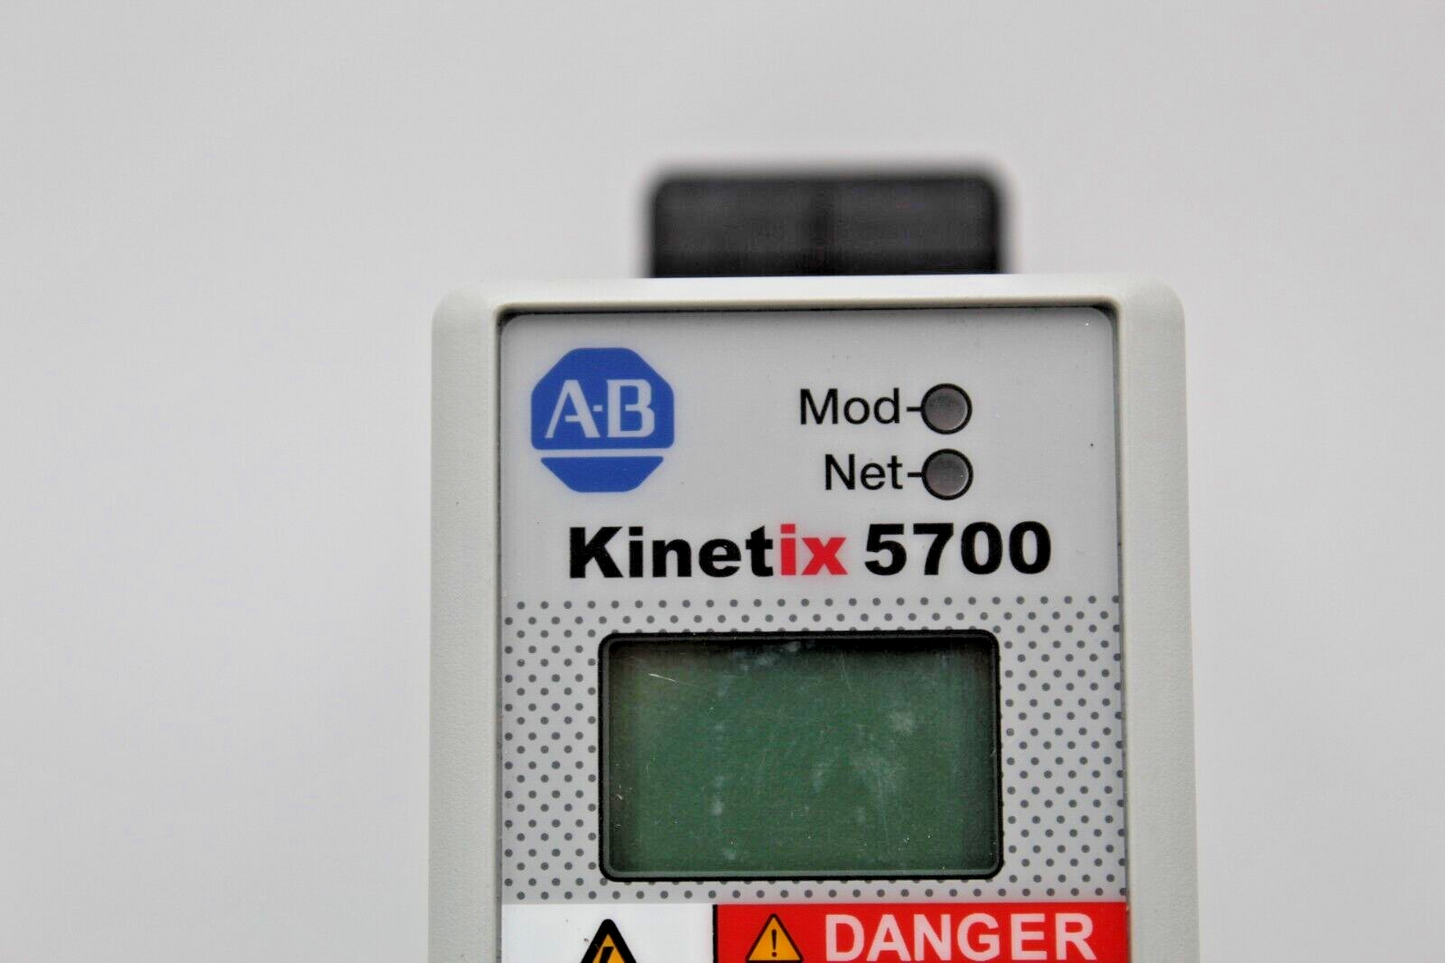 A-B
Mod
Net
Kinetix 5700
DANGER